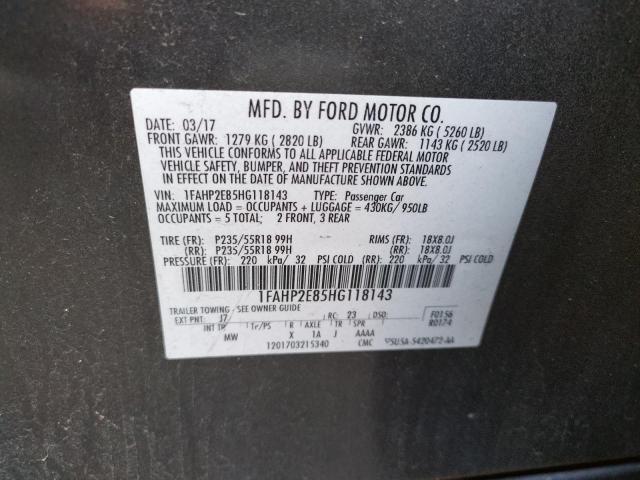 MFD. BY FORD MOTOR CO.
DATE: 03/17 GVWR: 2386 KG ( 5260 LB)
FRONT GAWR: 1279 KG ( 2820 LB) REAR GAWR: 1143 KG ( 2520 LB)
THIS VEHICLE CONFORMS TO ALL APPLICABLE FEDERAL MOTOR
VEHICLE SAFETY, BUMPER, AND THEFT PREVENTION STANDARDS
IN EFFECT ON THE DATE OF MANUFACTURE SHOWN ABOVE.
VIN: 1FAHP2E85HG118143 TYPE: Passenger Car
MAXIMUM LOAD = OCCUPANTS + LUGGAGE = 430KG/ 950LB
OCCUPANTS = 5 TOTAL; 2 FRONT, 3 REAR
TIRE (FR): P235/55R18 99H RIMS (FR): 18X8.0J
(RR): P235/55R18 99H (RR): 18X8.0J
PRESSURE (FR): 220 kPa/ 32 PSI COLD (RR): 220 kPa/ 32 PSI COLD
1FAHP2E85HG118143
TRAILER TOWING— SEE OWNER GUIDE
EXT PNT: J7 RC: 23 DSO: F0156
INT TR TP/PS R AXLE TR SPR R0174
MW X 1A J AAAA
1201703215340 CMC